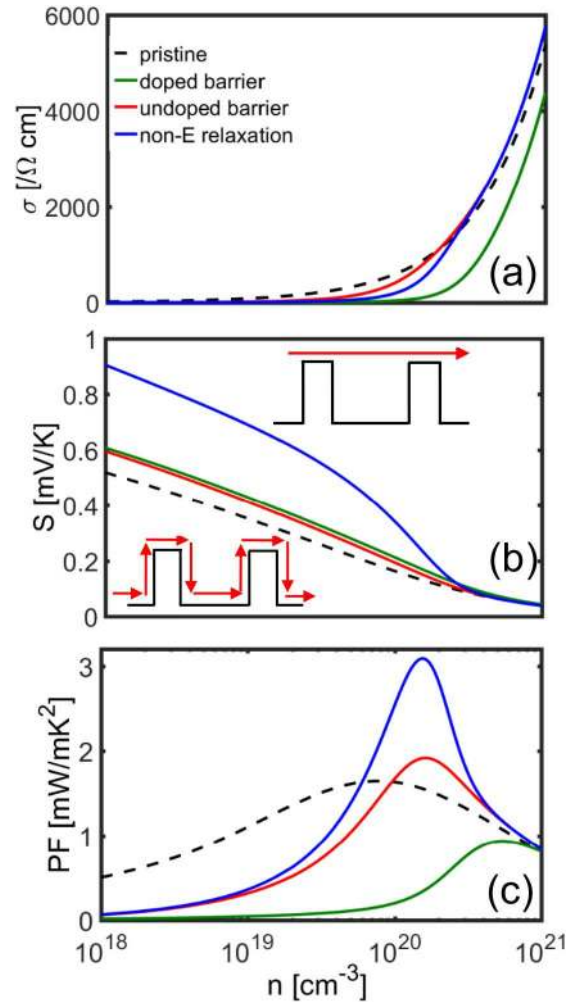 6000
4000
2000
0
σ [/Ω cm]
pristine
doped barrier
undoped barrier
non-E relaxation
(a)
1
0.8
0.6
0.4
0.2
0
S [mV/K]
(b)
3
2
1
0
PF [mW/mK²]
(c)
10¹⁸ 10¹⁹ 10²⁰ 10²¹
n [cm⁻³]